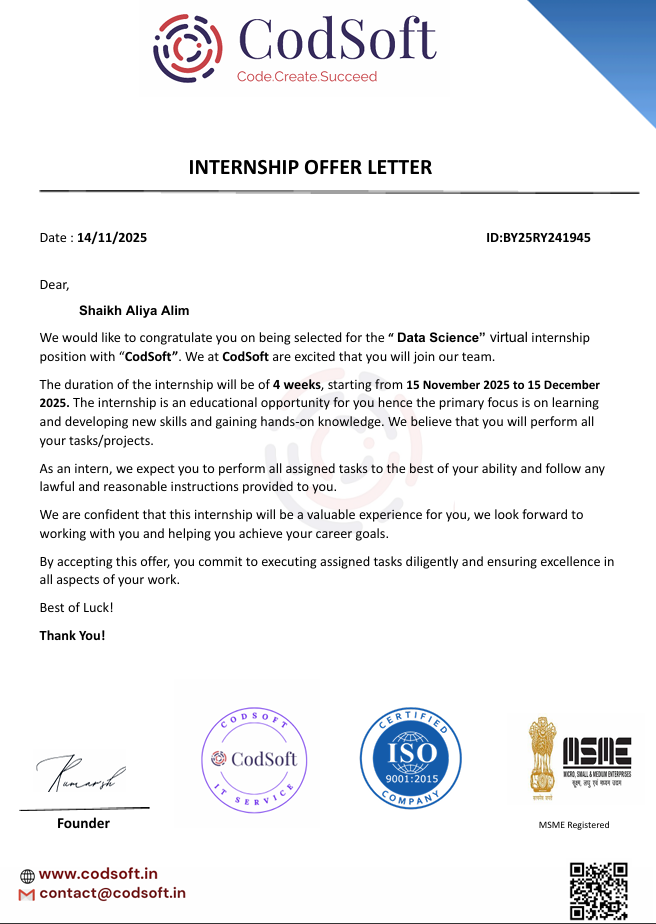 CodSoft
Code.Create.Succeed
INTERNSHIP OFFER LETTER
Date : 14/11/2025 ID:BY25RY241945
Dear,
Shaikh Aliya Alim
We would like to congratulate you on being selected for the “ Data Science” virtual internship
position with “CodSoft”. We at CodSoft are excited that you will join our team.
The duration of the internship will be of 4 weeks, starting from 15 November 2025 to 15 December
2025. The internship is an educational opportunity for you hence the primary focus is on learning
and developing new skills and gaining hands-on knowledge. We believe that you will perform all
your tasks/projects.
As an intern, we expect you to perform all assigned tasks to the best of your ability and follow any
lawful and reasonable instructions provided to you.
We are confident that this internship will be a valuable experience for you, we look forward to
working with you and helping you achieve your career goals.
By accepting this offer, you commit to executing assigned tasks diligently and ensuring excellence in
all aspects of your work.
Best of Luck!
Thank You!
Kumarsh
Founder
CODSOFT
CodSoft
IT SERVICE
CERTIFIED
ISO
9001:2015
COMPANY
MSME
MICRO, SMALL & MEDIUM ENTERPRISES
सूक्ष्म, लघु एवं मध्यम उद्यम
सत्यमेव जयते
MSME Registered
www.codsoft.in
contact@codsoft.in